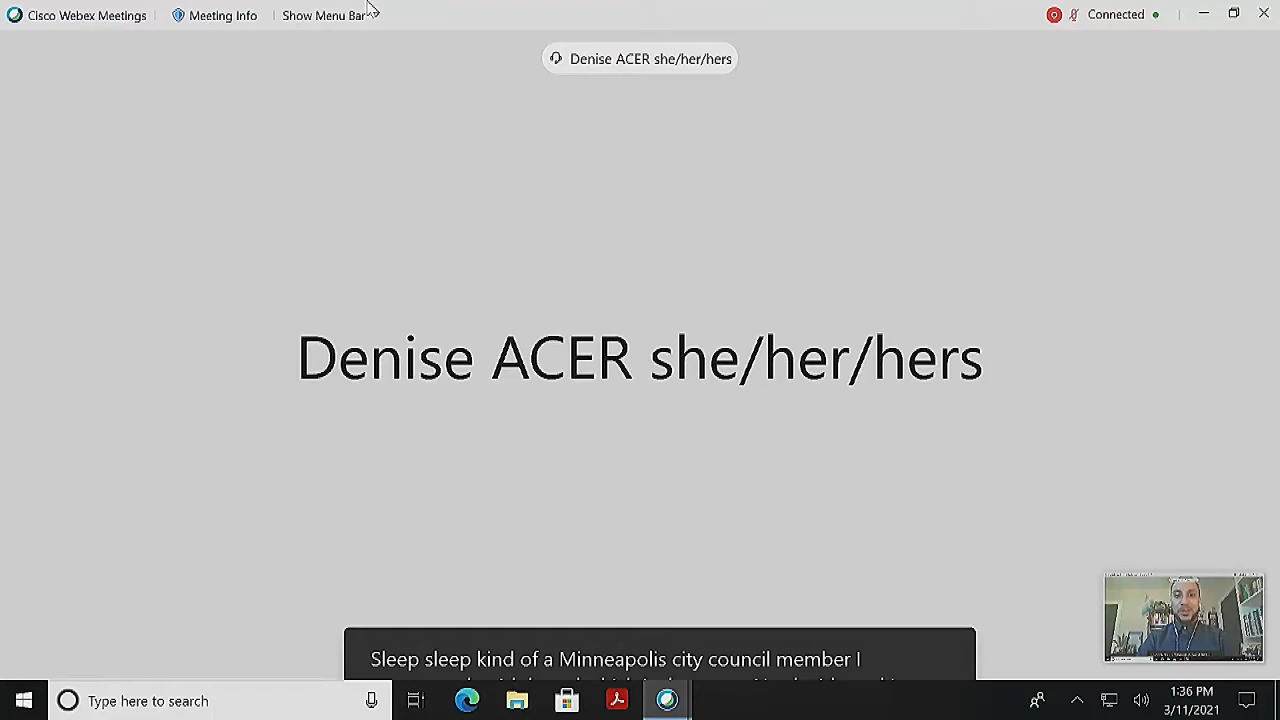 Cisco Webex Meetings
Meeting Info
Show Menu Bar
Connected
Denise ACER she/her/hers
Denise ACER she/her/hers
Sleep sleep kind of a Minneapolis city council member I
Type here to search
1:36 PM
3/11/2021